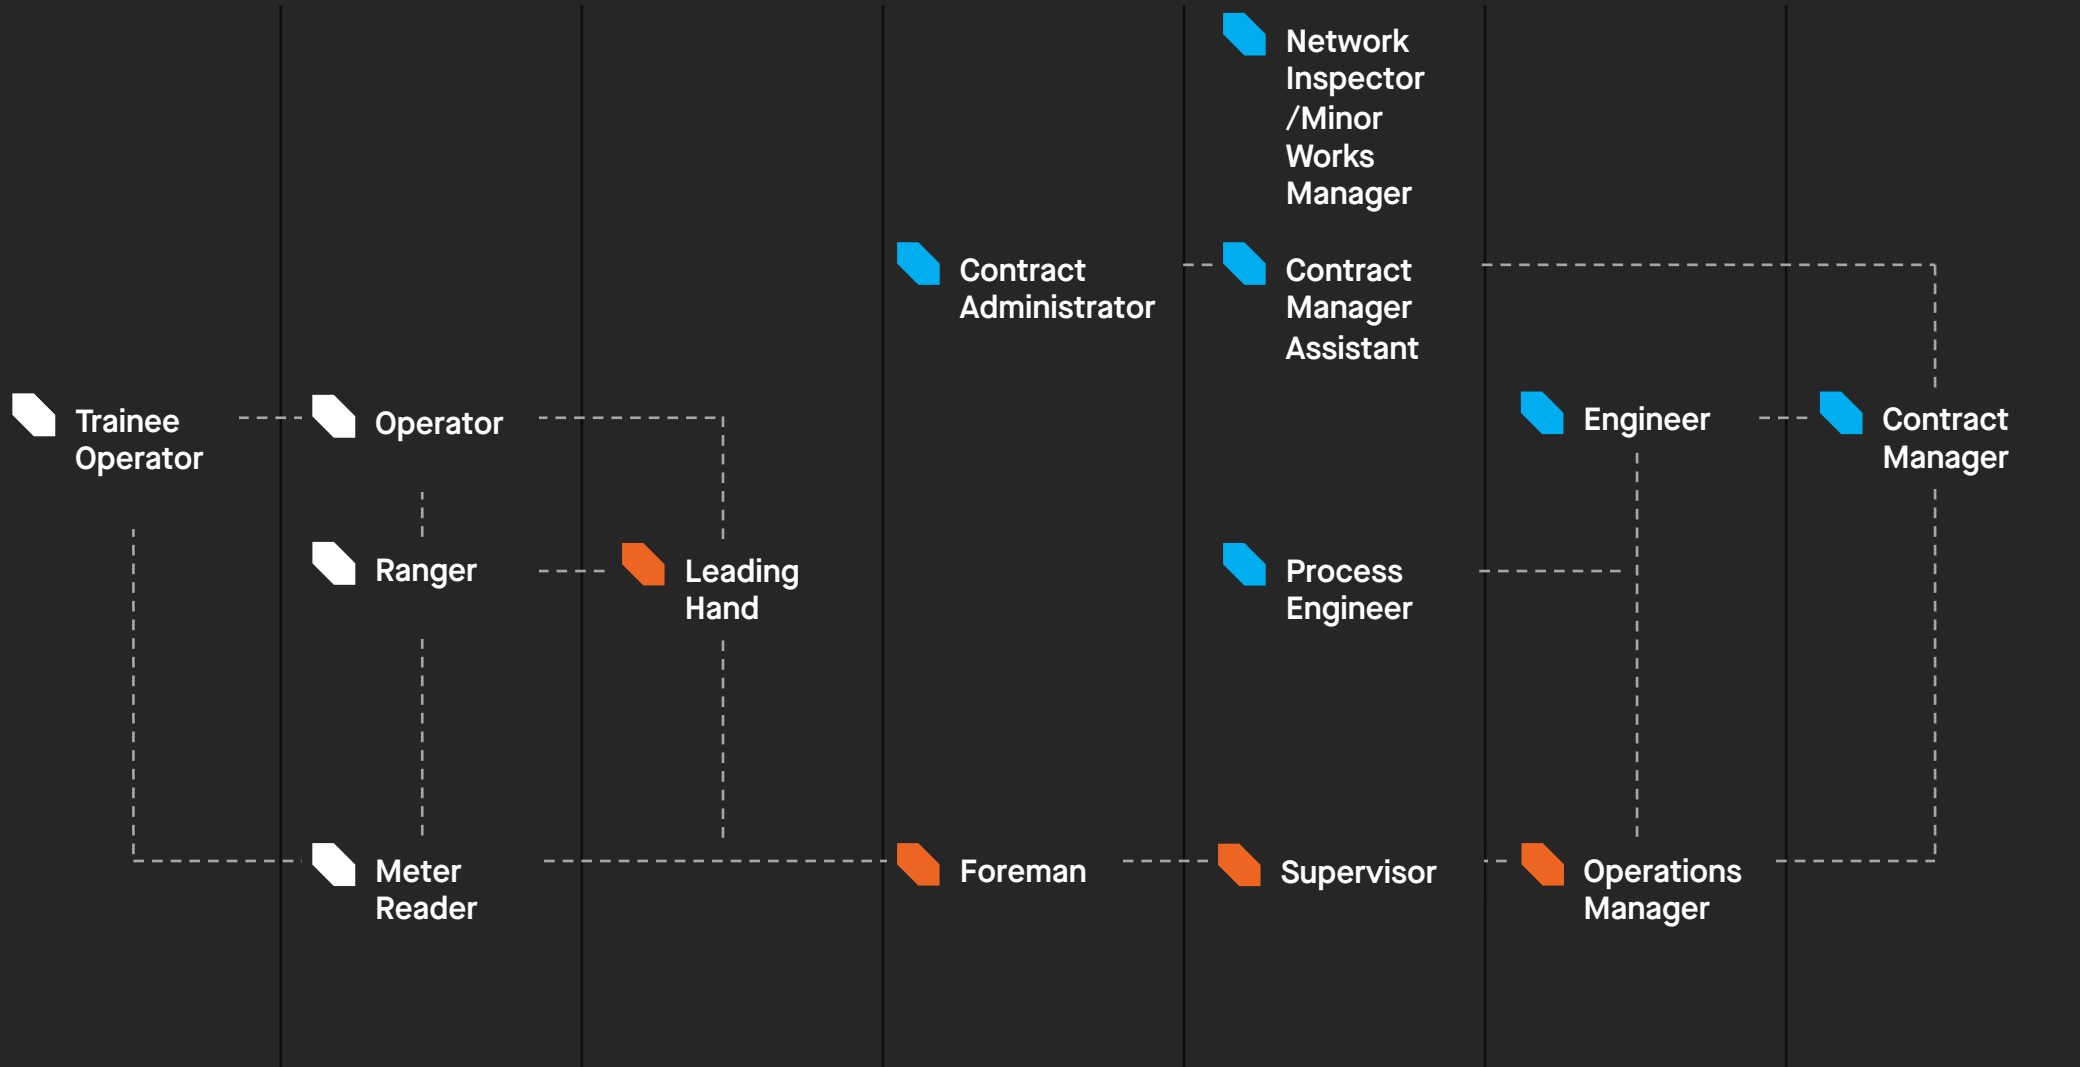 Network
Inspector
/Minor
Works
Manager
Contract
Administrator
Contract
Manager
Assistant
Trainee
Operator
Operator
Engineer
Contract
Manager
Ranger
Leading
Hand
Process
Engineer
Meter
Reader
Foreman
Supervisor
Operations
Manager